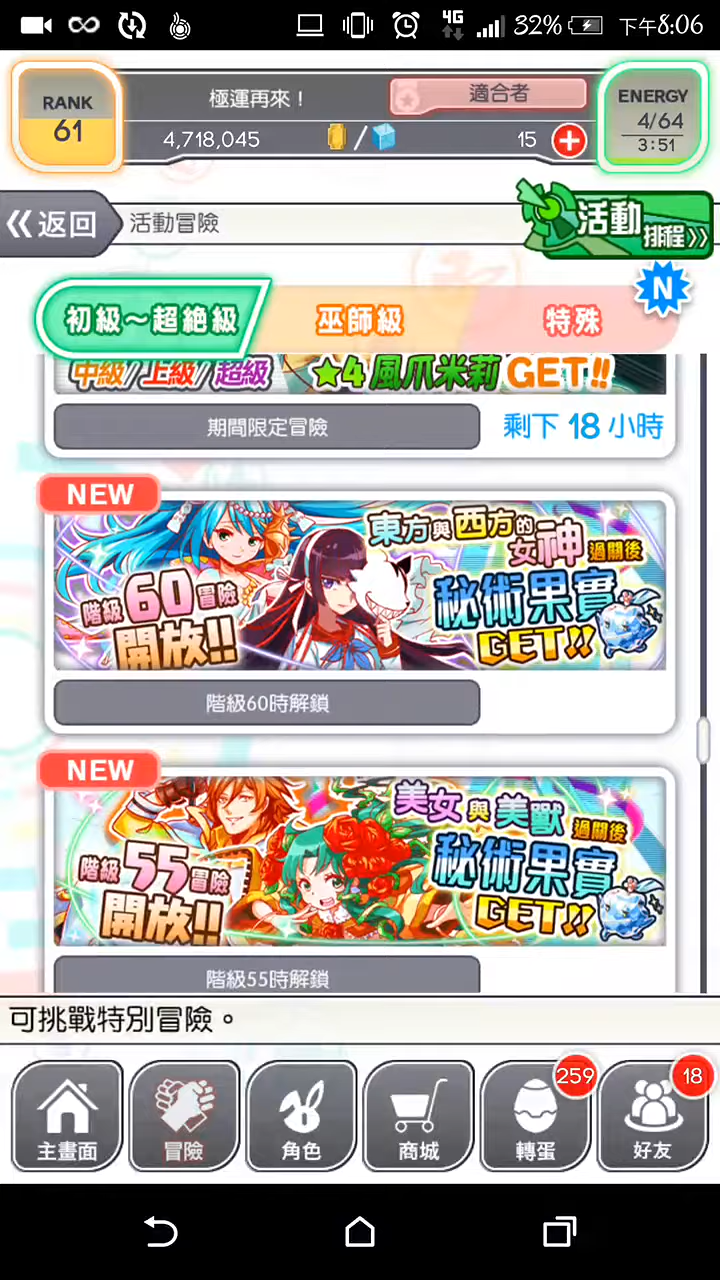 4G 32% 下午8:06
RANK
61
極運再來！
適合者
4,718,045 / 15
ENERGY
4/64
3:51
返回
活動冒險
活動排程
初級～超絕級
巫師級
特殊
N
中級/上級/超級 ★4風爪米莉GET!!
期間限定冒險
剩下 18 小時
NEW
東方與西方的女神 過關後
階級60冒險
開放!!
秘術果實
GET!!
階級60時解鎖
NEW
美女與美獸 過關後
階級55冒險
開放!!
秘術果實
GET!!
階級55時解鎖
可挑戰特別冒險。
259
18
主畫面
冒險
角色
商城
轉蛋
好友